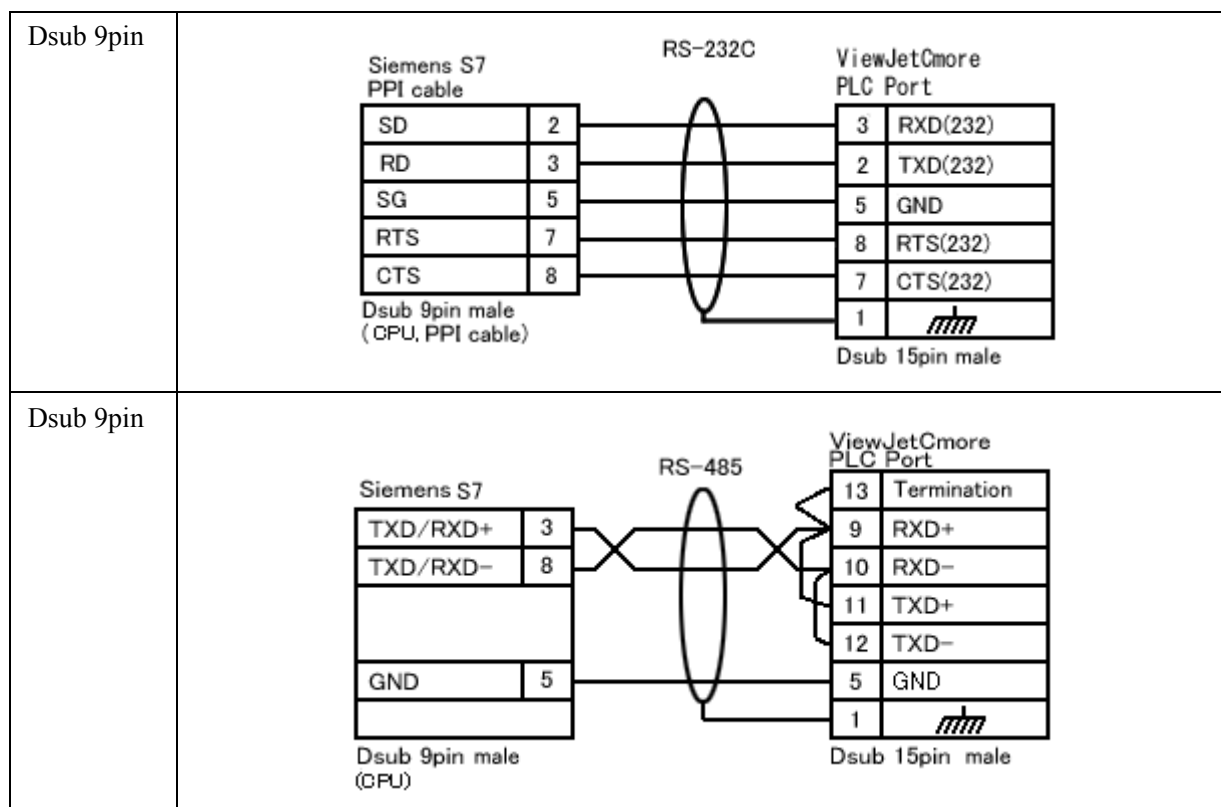 Dsub 9pin
RS-232C
Siemens S7
PPI cable
ViewJetCmore
PLC Port
SD 2 3 RXD(232)
RD 3 2 TXD(232)
SG 5 5 GND
RTS 7 8 RTS(232)
CTS 8 7 CTS(232)
1
Dsub 9pin male
(CPU, PPI cable)
Dsub 15pin male
Dsub 9pin
RS-485
ViewJetCmore
PLC Port
Siemens S7
13 Termination
TXD/RXD+ 3 9 RXD+
TXD/RXD- 8 10 RXD-
11 TXD+
12 TXD-
GND 5 5 GND
1
Dsub 9pin male
(CPU)
Dsub 15pin male